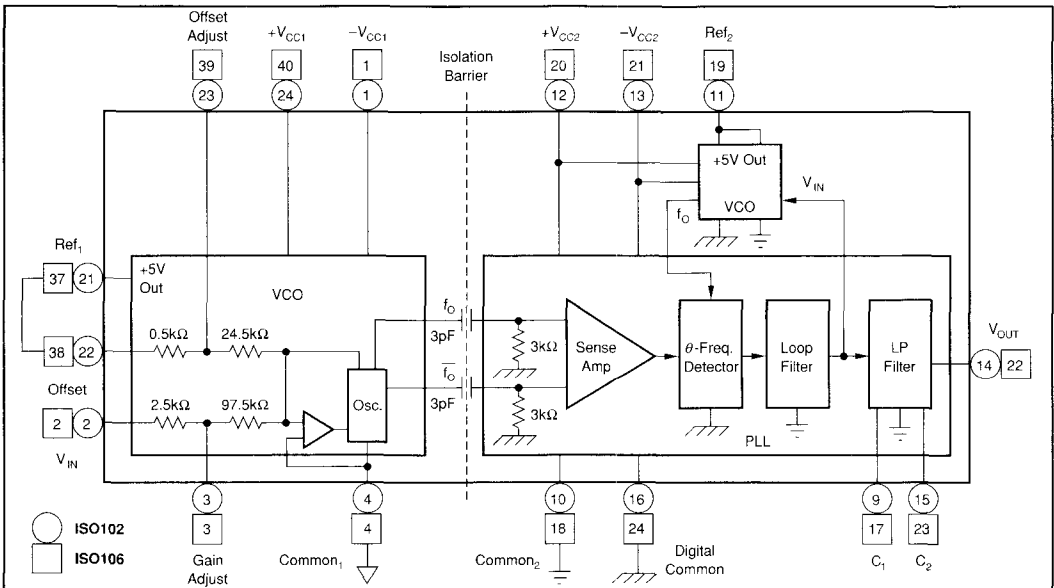 Offset
Adjust
+VCC1
−VCC1
Isolation
Barrier
+VCC2
−VCC2
Ref2
39
40
1
20
21
19
23
24
1
12
13
11
+5V Out
VIN
fO
VCO
Ref1
37
21
+5V
Out
VCO
fO
3pF
3kΩ
Sense
Amp
θ-Freq.
Detector
Loop
Filter
LP
Filter
VOUT
14
22
0.5kΩ
24.5kΩ
38
22
Offset
Osc.
f̅O
3pF
3kΩ
2.5kΩ
97.5kΩ
2
2
VIN
PLL
3
4
10
16
9
15
3
4
18
24
17
23
ISO102
ISO106
Gain
Adjust
Common1
Common2
Digital
Common
C1
C2